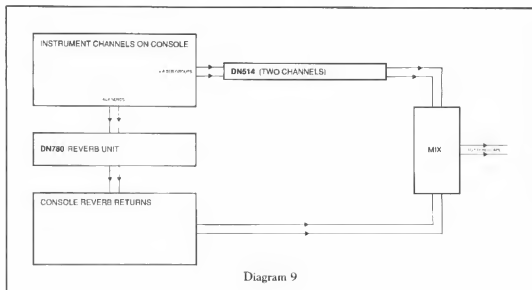 INSTRUMENT CHANNELS ON CONSOLE
DN514 (TWO CHANNELS)
DN780 REVERB UNIT
MIX
CONSOLE REVERB RETURNS
Diagram 9